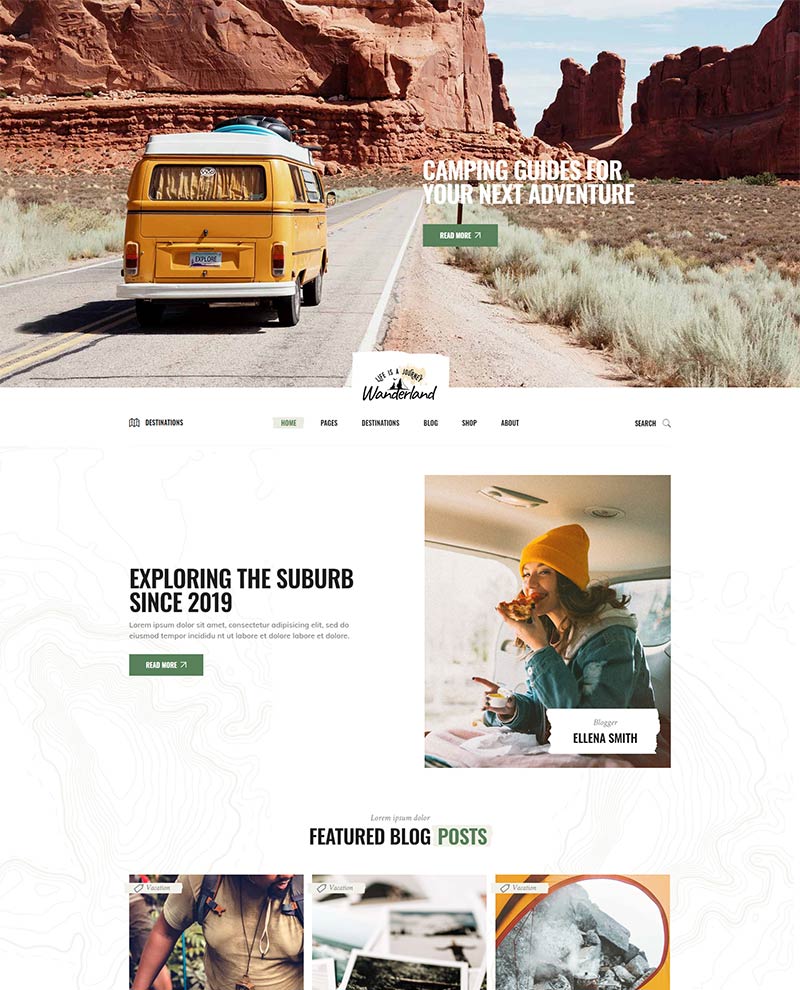 CAMPING GUIDES FOR
YOUR NEXT ADVENTURE
READ MORE
EXPLORE
LIFE IS A JOURNEY
Wanderland
DESTINATIONS
HOME
PAGES
DESTINATIONS
BLOG
SHOP
ABOUT
SEARCH
EXPLORING THE SUBURB
SINCE 2019
Lorem ipsum dolor sit amet, consectetur adipisicing elit, sed do
eiusmod tempor incididu nt ut labore et dolore labore et dolore.
READ MORE
Blogger
ELLENA SMITH
Lorem ipsum dolor
FEATURED BLOG POSTS
Vacation
Vacation
Vacation